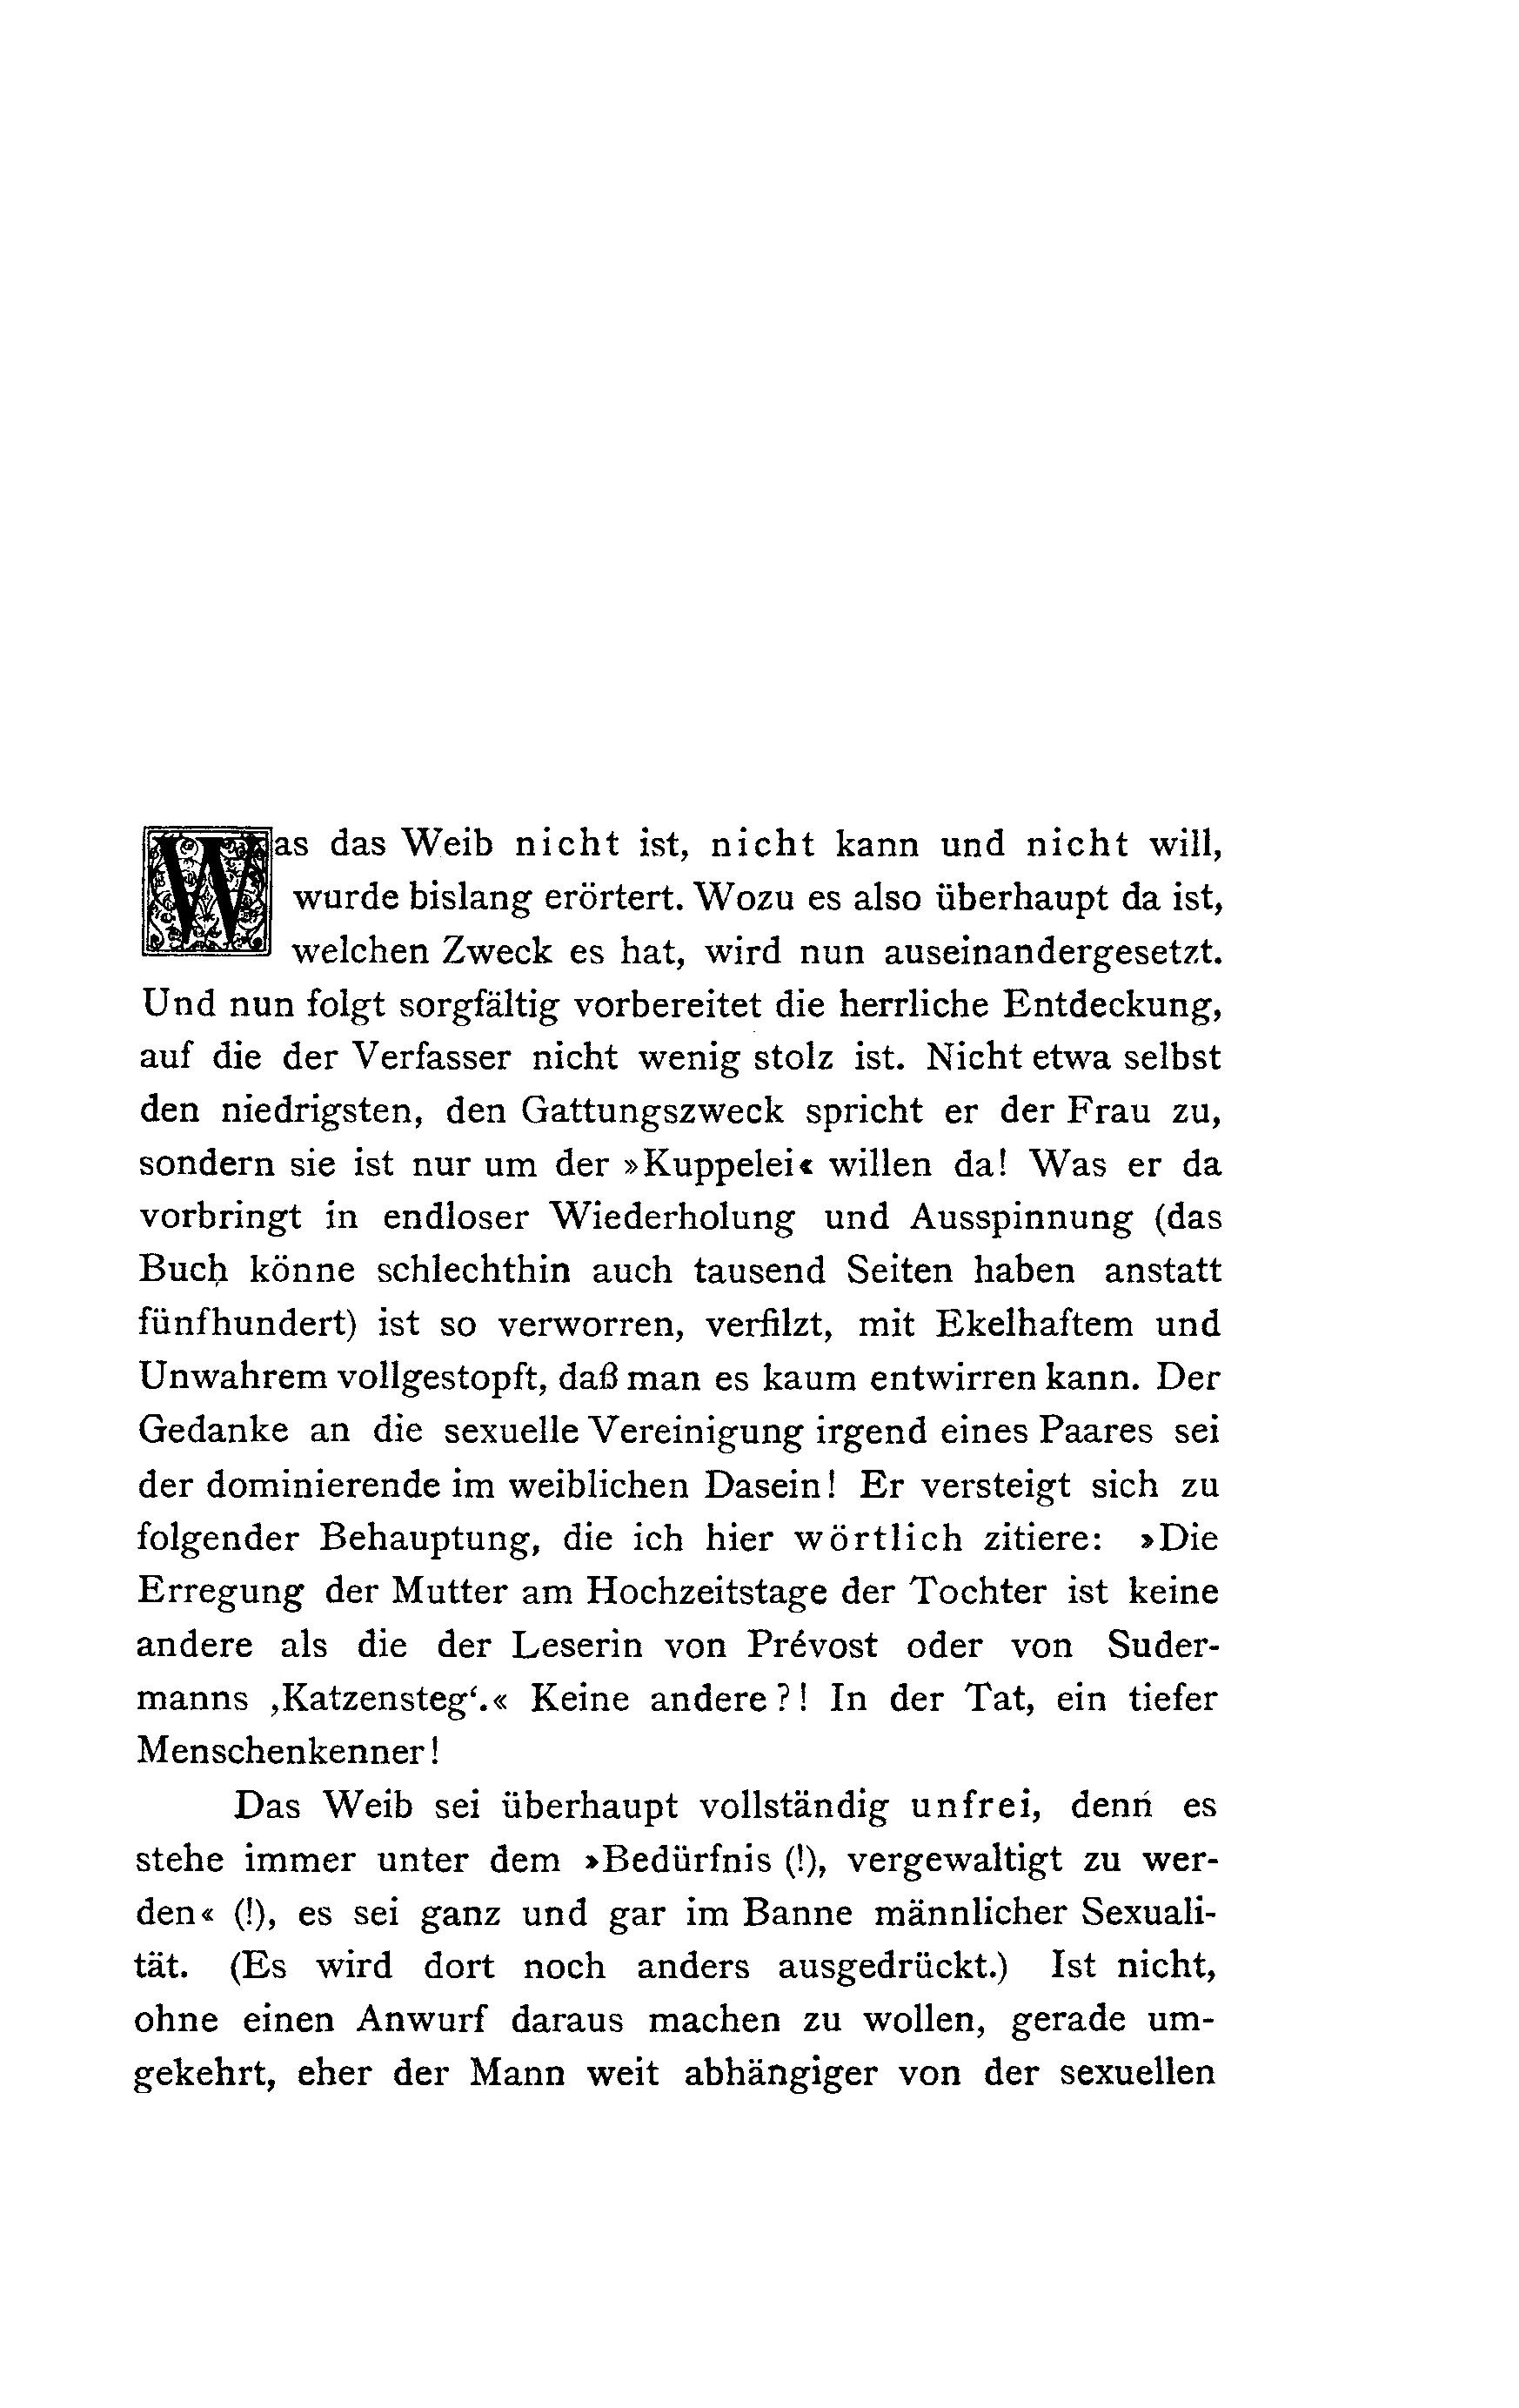 Was das Weib nicht ist, nicht kann und nicht will,
wurde bislang erörtert. Wozu es also überhaupt da ist,
welchen Zweck es hat, wird nun auseinandergesetzt.
Und nun folgt sorgfältig vorbereitet die herrliche Entdeckung,
auf die der Verfasser nicht wenig stolz ist. Nicht etwa selbst
den niedrigsten, den Gattungszweck spricht er der Frau zu,
sondern sie ist nur um der »Kuppelei« willen da! Was er da
vorbringt in endloser Wiederholung und Ausspinnung (das
Buch könne schlechthin auch tausend Seiten haben anstatt
fünfhundert) ist so verworren, verfilzt, mit Ekelhaftem und
Unwahrem vollgestopft, daß man es kaum entwirren kann. Der
Gedanke an die sexuelle Vereinigung irgend eines Paares sei
der dominierende im weiblichen Dasein! Er versteigt sich zu
folgender Behauptung, die ich hier wörtlich zitiere: »Die
Erregung der Mutter am Hochzeitstage der Tochter ist keine
andere als die der Leserin von Prévost oder von Suder-
manns ‚Katzensteg‘.« Keine andere?! In der Tat, ein tiefer
Menschenkenner!
Das Weib sei überhaupt vollständig unfrei, denn es
stehe immer unter dem »Bedürfnis (!), vergewaltigt zu wer-
den« (!), es sei ganz und gar im Banne männlicher Sexuali-
tät. (Es wird dort noch anders ausgedrückt.) Ist nicht,
ohne einen Anwurf daraus machen zu wollen, gerade um-
gekehrt, eher der Mann weit abhängiger von der sexuellen